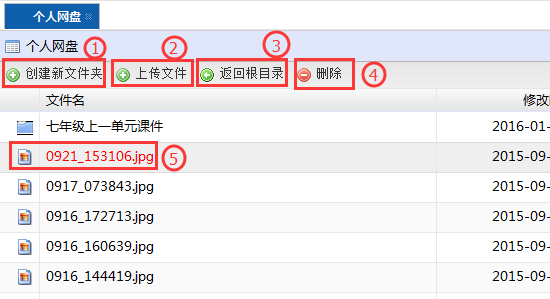 个人网盘
个人网盘
① ② ③ ④
创建新文件夹 上传文件 返回根目录 删除
文件名 修改
七年级上一单元课件 2016-01-
0921_153106.jpg ⑤ 2015-09-
0917_073843.jpg 2015-09-
0916_172713.jpg 2015-09-
0916_160639.jpg 2015-09-
0916_144419.jpg 2015-09-